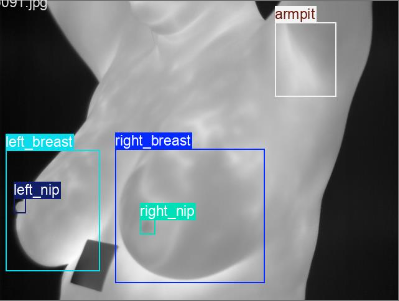 091.jpg
armpit
left_breast
right_breast
left_nip
right_nip